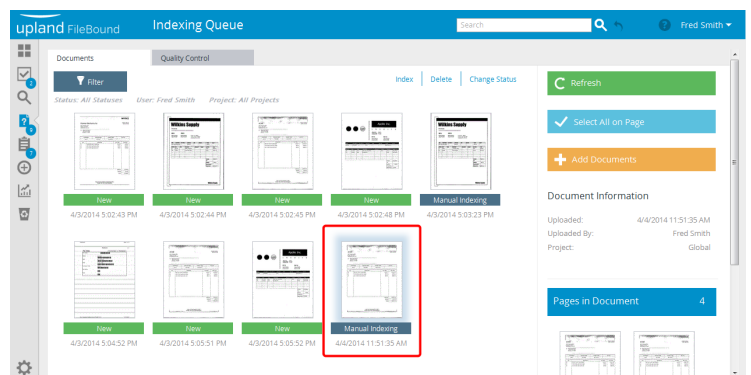 upland FileBound
Indexing Queue
Search
Fred Smith
Documents
Quality Control
Filter
Index
Delete
Change Status
Status: All Statuses User: Fred Smith Project: All Projects
Refresh
Select All on Page
Add Documents
2
9
7
Wilkins Supply
Wilkins Supply
New
New
New
New
Manual Indexing
4/3/2014 5:02:43 PM
4/3/2014 5:02:44 PM
4/3/2014 5:02:45 PM
4/3/2014 5:02:48 PM
4/3/2014 5:03:23 PM
Document Information
Uploaded: 4/4/2014 11:51:35 AM
Uploaded By: Fred Smith
Project: Global
New
New
New
Manual Indexing
4/3/2014 5:04:52 PM
4/3/2014 5:05:51 PM
4/3/2014 5:05:52 PM
4/4/2014 11:51:35 AM
Pages in Document 4